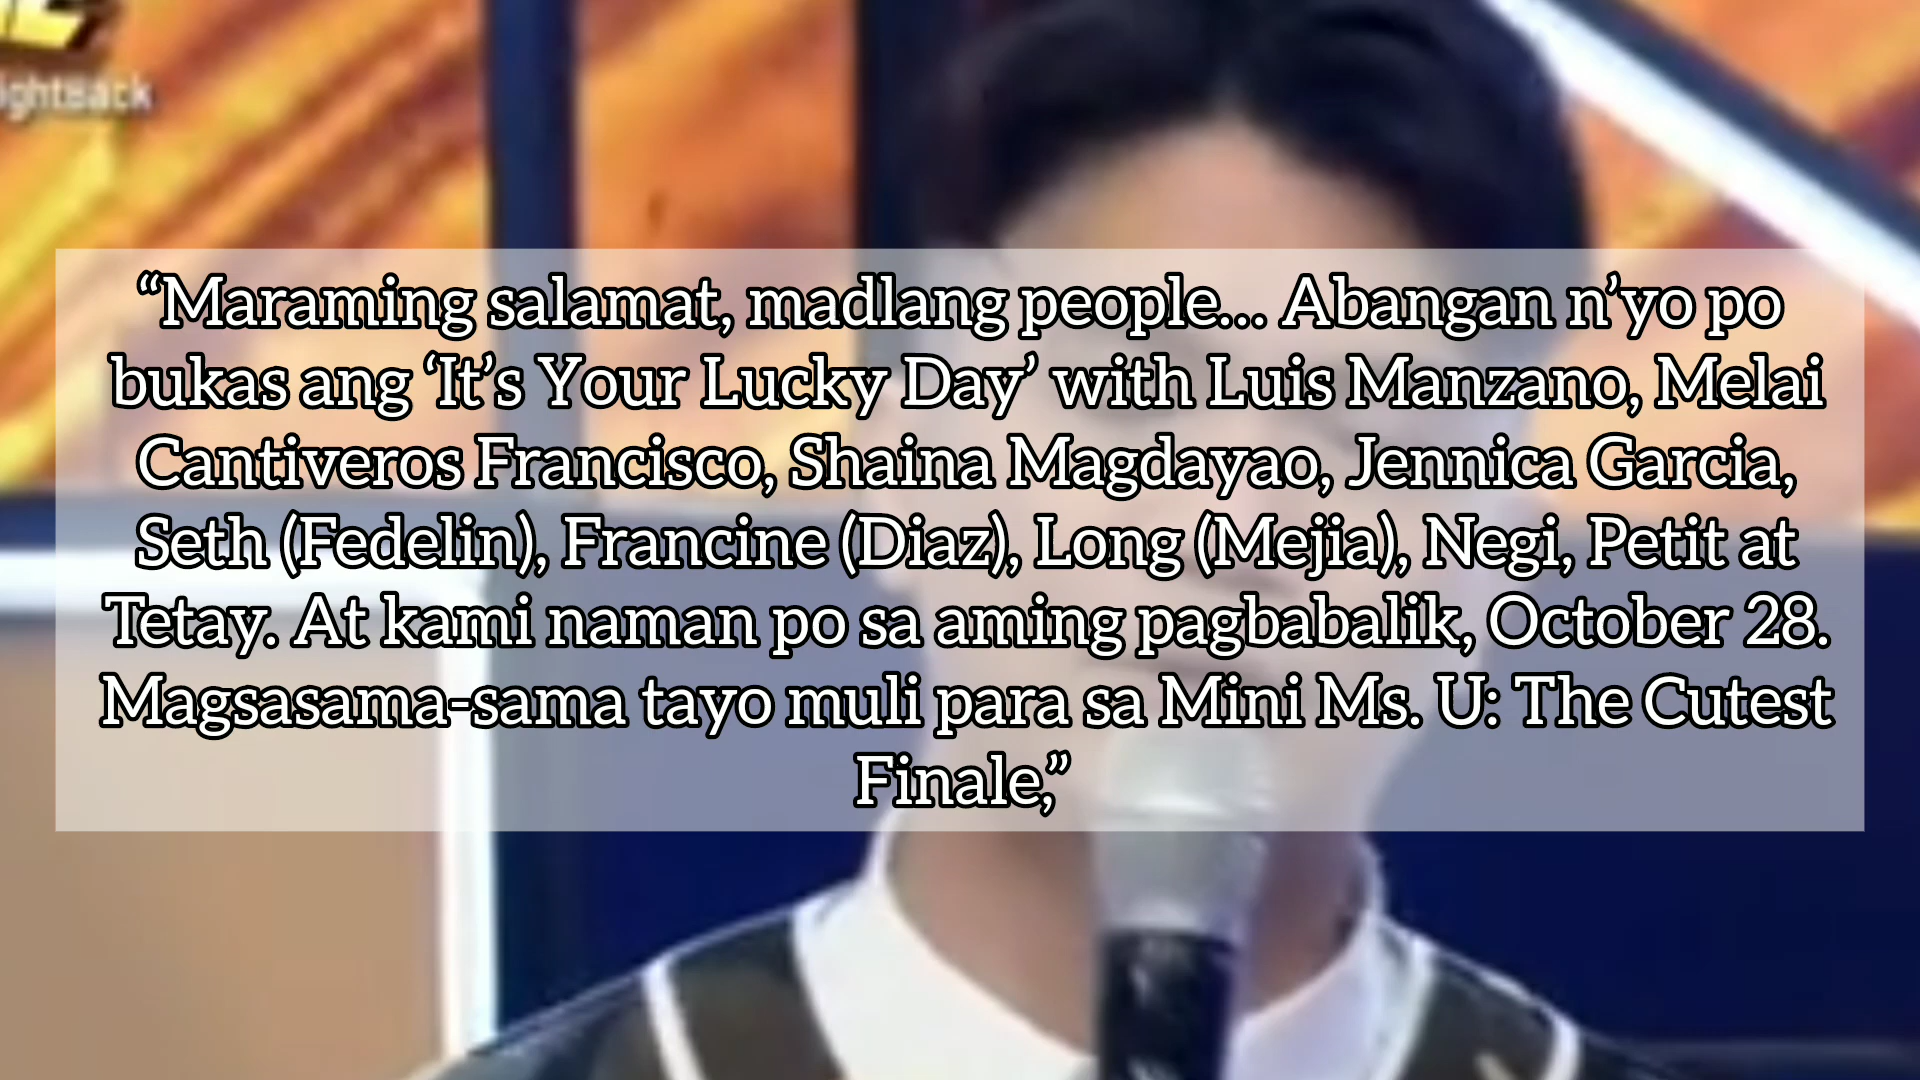 ightBack
“Maraming salamat, madlang people… Abangan n’yo po
bukas ang ‘It’s Your Lucky Day’ with Luis Manzano, Melai
Cantiveros Francisco, Shaina Magdayao, Jennica Garcia,
Seth (Fedelin), Francine (Diaz), Long (Mejia), Negi, Petit at
Tetay. At kami naman po sa aming pagbabalik, October 28.
Magsasama-sama tayo muli para sa Mini Ms. U: The Cutest
Finale,”